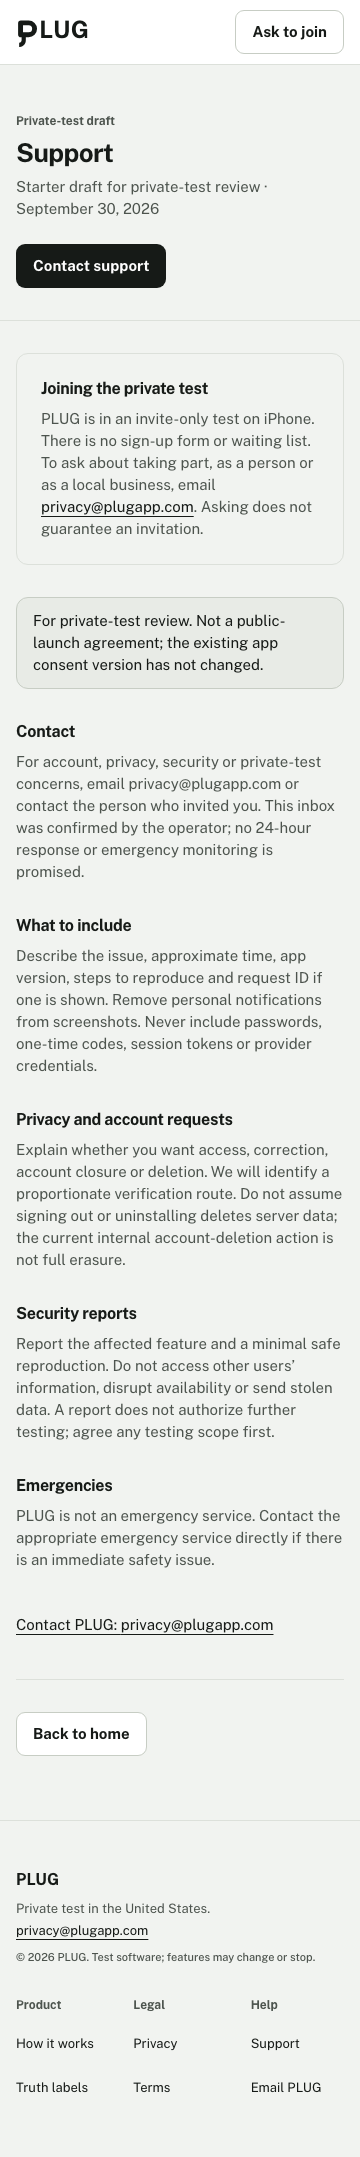 PLUG
Ask to join
Private-test draft
Support
Starter draft for private-test review ·
September 30, 2026
Contact support
Joining the private test
PLUG is in an invite-only test on iPhone.
There is no sign-up form or waiting list.
To ask about taking part, as a person or
as a local business, email
privacy@plugapp.com. Asking does not
guarantee an invitation.
For private-test review. Not a public-
launch agreement; the existing app
consent version has not changed.
Contact
For account, privacy, security or private-test
concerns, email privacy@plugapp.com or
contact the person who invited you. This inbox
was confirmed by the operator; no 24-hour
response or emergency monitoring is
promised.
What to include
Describe the issue, approximate time, app
version, steps to reproduce and request ID if
one is shown. Remove personal notifications
from screenshots. Never include passwords,
one-time codes, session tokens or provider
credentials.
Privacy and account requests
Explain whether you want access, correction,
account closure or deletion. We will identify a
proportionate verification route. Do not assume
signing out or uninstalling deletes server data;
the current internal account-deletion action is
not full erasure.
Security reports
Report the affected feature and a minimal safe
reproduction. Do not access other users’
information, disrupt availability or send stolen
data. A report does not authorize further
testing; agree any testing scope first.
Emergencies
PLUG is not an emergency service. Contact the
appropriate emergency service directly if there
is an immediate safety issue.
Contact PLUG: privacy@plugapp.com
Back to home
PLUG
Private test in the United States.
privacy@plugapp.com
© 2026 PLUG. Test software; features may change or stop.
Product Legal Help
How it works Privacy Support
Truth labels Terms Email PLUG